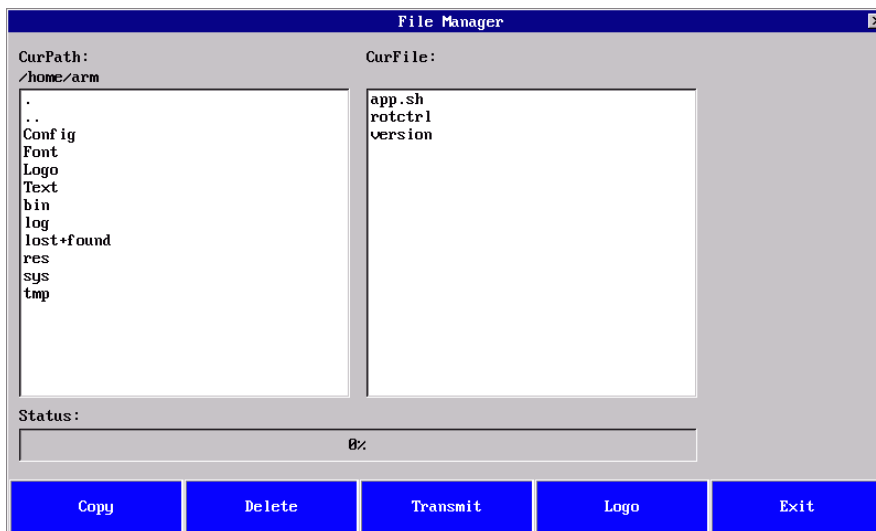 File Manager
CurPath:
/home/arm
.
..
Config
Font
Logo
Text
bin
log
lost+found
res
sys
tmp
CurFile:
app.sh
rotctrl
version
Status:
0%
Copy
Delete
Transmit
Logo
Exit